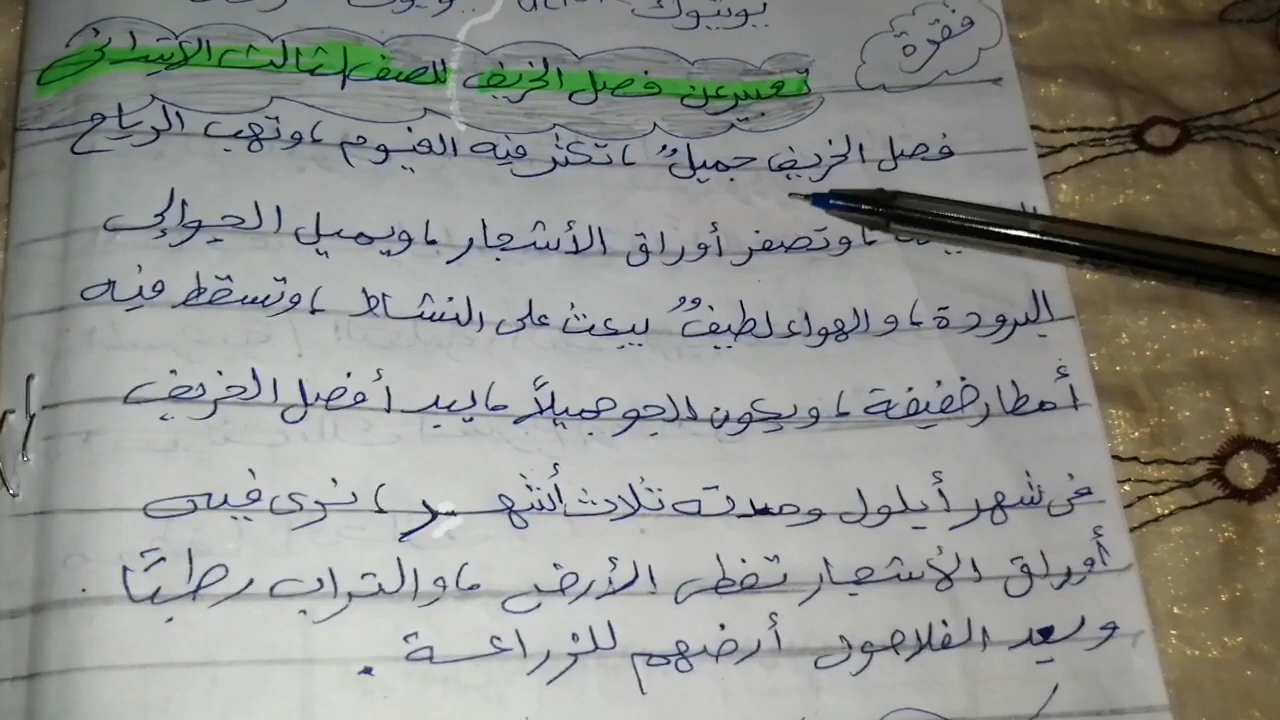 يوتيوب
فقرة
تعبير عن فصل الخريف للصف الثالث الابتدائي
فصل الخريف جميلٌ ، تكثر فيه الغيوم ، وتهب الرياح
، وتصفر أوراق الأشجار ، ويميل الجو إلى
البرودة ، والهواء لطيفٌ يبعث على النشاط ، وتسقط فيه
أمطار خفيفة ، ويكون الجو جميلاً ، يبدأ فصل الخريف
في شهر أيلول ومدته ثلاث أشهر ، نرى فيه
أوراق الأشجار تغطي الأرض ، والتراب رطبًا .
ويعد الفلاحون أرضهم للزراعة .